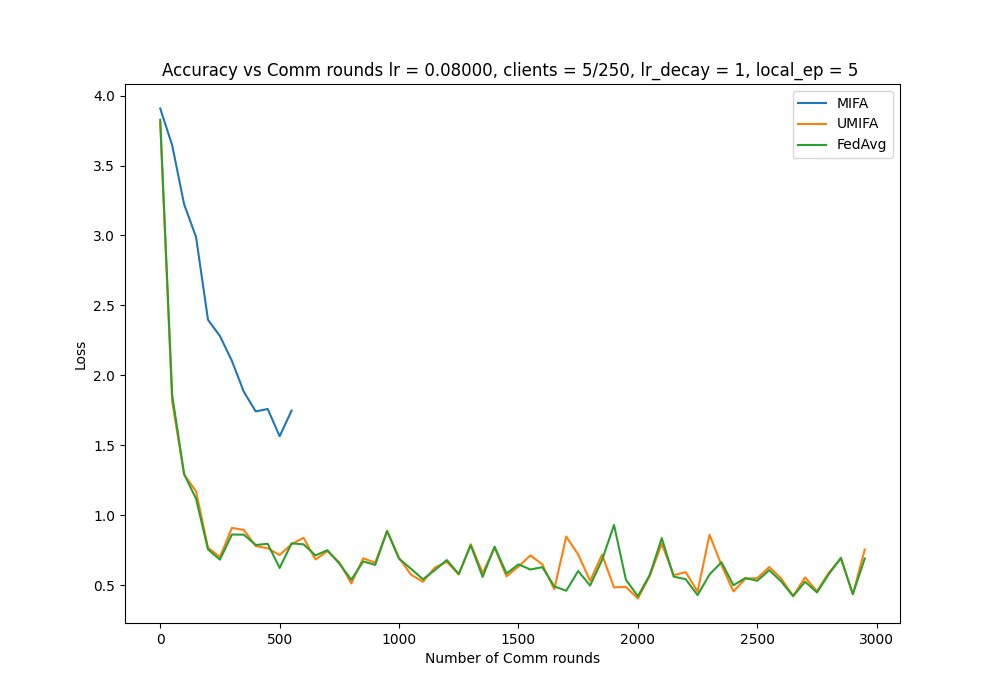 Accuracy vs Comm rounds lr = 0.08000, clients = 5/250, lr_decay = 1, local_ep = 5
MIFA
UMIFA
FedAvg
4.0
3.5
3.0
2.5
2.0
1.5
1.0
0.5
Loss
0 500 1000 1500 2000 2500 3000
Number of Comm rounds